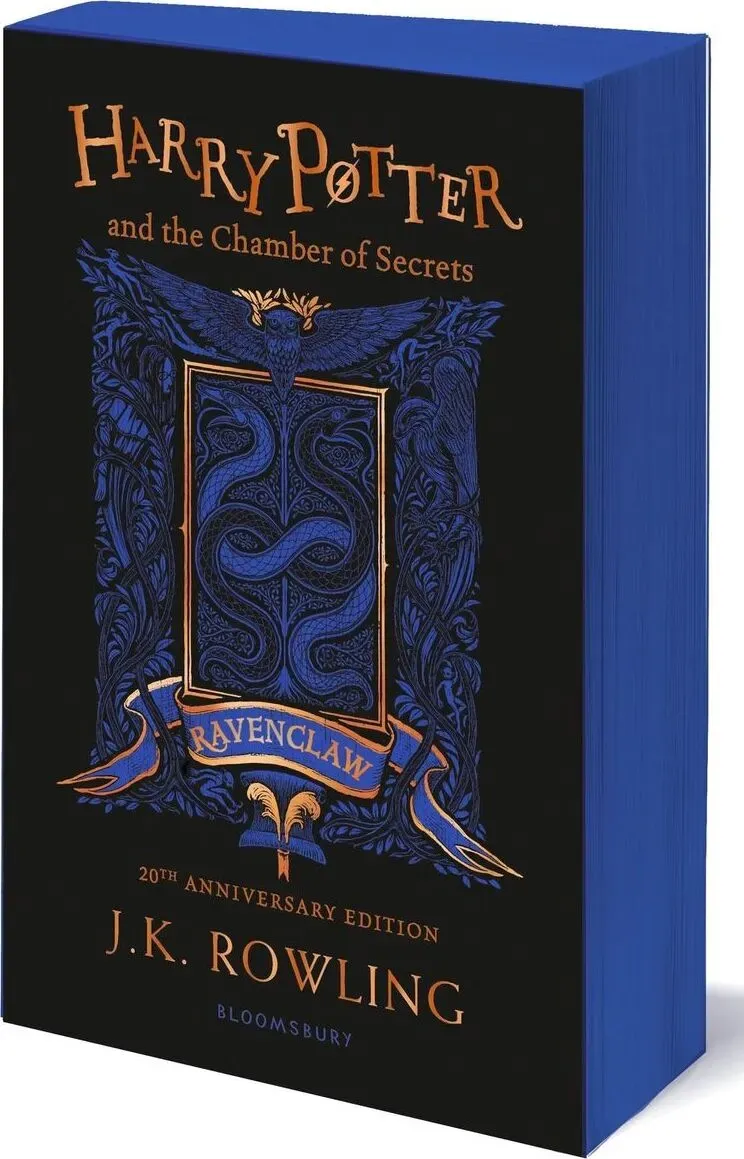 HARRY POTTER
and the Chamber of Secrets
RAVENCLAW
20TH ANNIVERSARY EDITION
J.K. ROWLING
BLOOMSBURY